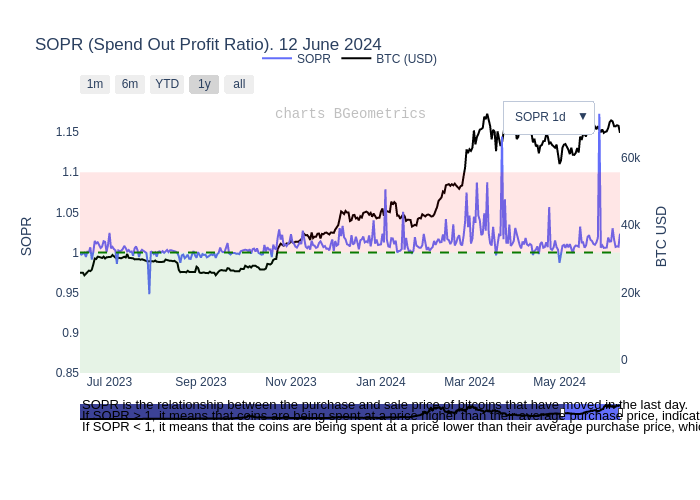 SOPR (Spend Out Profit Ratio). 12 June 2024
SOPR BTC (USD)
1m 6m YTD 1y all
charts BGeometrics
SOPR 1d ▼
1.15
1.1
1.05
1
0.95
0.9
0.85
SOPR
60k
40k
20k
0
BTC USD
Jul 2023 Sep 2023 Nov 2023 Jan 2024 Mar 2024 May 2024
SOPR is the relationship between the purchase and sale price of bitcoins that have moved in the last day.
If SOPR > 1, it means that coins are being spent at a price higher than their average purchase price, indicat
If SOPR < 1, it means that the coins are being spent at a price lower than their average purchase price, whic